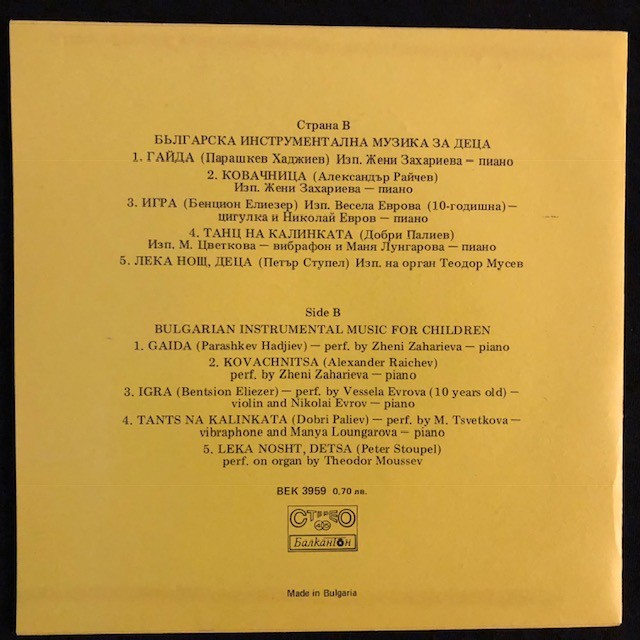 Страна В
БЪЛГАРСКА ИНСТРУМЕНТАЛНА МУЗИКА ЗА ДЕЦА
1. ГАЙДА (Парашкев Хаджиев) Изп. Жени Захариева — пиано
2. КОВАЧНИЦА (Александър Райчев)
Изп. Жени Захариева — пиано
3. ИГРА (Бенцион Елиезер) Изп. Весела Еврова (10-годишна) —
цигулка и Николай Евров — пиано
4. ТАНЦ НА КАЛИНКАТА (Добри Палиев)
Изп. М. Цветкова — вибрафон и Маня Лунгарова — пиано
5. ЛЕКА НОЩ, ДЕЦА (Петър Ступел) Изп. на орган Теодор Мусев
Side B
BULGARIAN INSTRUMENTAL MUSIC FOR CHILDREN
1. GAIDA (Parashkev Hadjiev) — perf. by Zheni Zaharieva — piano
2. KOVACHNITSA (Alexander Raichev)
perf. by Zheni Zaharieva — piano
3. IGRA (Bentsion Eliezer) — perf. by Vessela Evrova (10 years old) —
violin and Nikolai Evrov — piano
4. TANTS NA KALINKATA (Dobri Paliev) — perf. by M. Tsvetkova —
vibraphone and Manya Loungarova — piano
5. LEKA NOSHT, DETSA (Peter Stoupel)
perf. on organ by Theodor Moussev
ВЕК 3959 0,70 лв.
СТЕРЕО
45
Балкантон
Made in Bulgaria